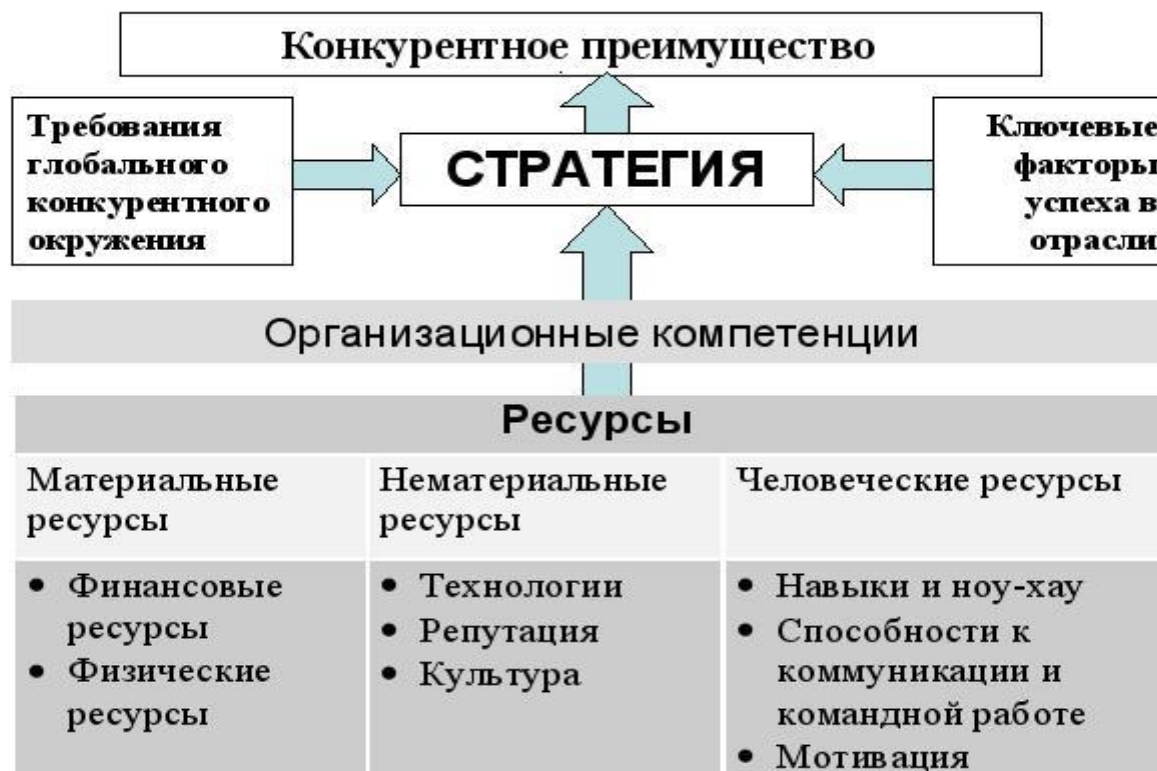 Конкурентное преимущество
Требования
глобального
конкурентного
окружения
СТРАТЕГИЯ
Ключевые
факторы
успеха в
отрасли
Организационные компетенции
Ресурсы
Материальные
ресурсы
Нематериальные
ресурсы
Человеческие ресурсы
• Финансовые
ресурсы
• Физические
ресурсы
• Технологии
• Репутация
• Культура
• Навыки и ноу-хау
• Способности к
коммуникации и
командной работе
• Мотивация